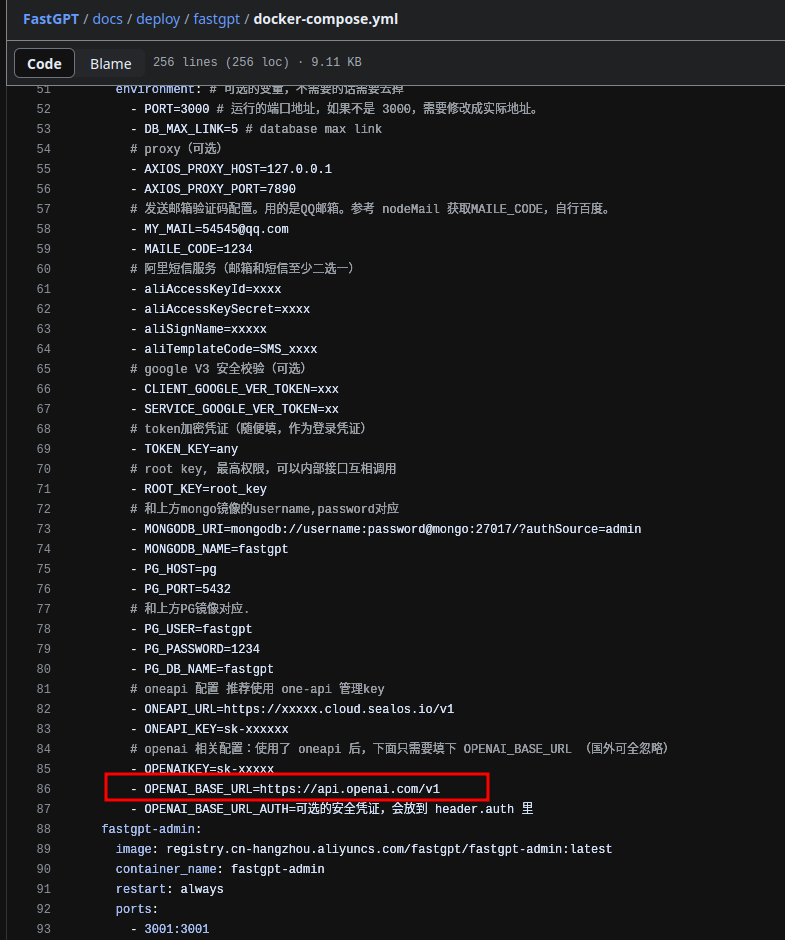 FastGPT / docs / deploy / fastgpt / docker-compose.yml
Code Blame 256 lines (256 loc) · 9.11 KB
51 environment: # 可选的变量，不需要的话需要去掉
52 - PORT=3000 # 运行的端口地址，如果不是 3000，需要修改成实际地址。
53 - DB_MAX_LINK=5 # database max link
54 # proxy（可选）
55 - AXIOS_PROXY_HOST=127.0.0.1
56 - AXIOS_PROXY_PORT=7890
57 # 发送邮箱验证码配置。用的是QQ邮箱。参考 nodeMail 获取MAILE_CODE，自行百度。
58 - MY_MAIL=54545@qq.com
59 - MAILE_CODE=1234
60 # 阿里短信服务（邮箱和短信至少二选一）
61 - aliAccessKeyId=xxxx
62 - aliAccessKeySecret=xxxx
63 - aliSignName=xxxxx
64 - aliTemplateCode=SMS_xxxx
65 # google V3 安全校验（可选）
66 - CLIENT_GOOGLE_VER_TOKEN=xxx
67 - SERVICE_GOOGLE_VER_TOKEN=xx
68 # token加密凭证（随便填，作为登录凭证）
69 - TOKEN_KEY=any
70 # root key, 最高权限，可以内部接口互相调用
71 - ROOT_KEY=root_key
72 # 和上方mongo镜像的username,password对应
73 - MONGODB_URI=mongodb://username:password@mongo:27017/?authSource=admin
74 - MONGODB_NAME=fastgpt
75 - PG_HOST=pg
76 - PG_PORT=5432
77 # 和上方PG镜像对应.
78 - PG_USER=fastgpt
79 - PG_PASSWORD=1234
80 - PG_DB_NAME=fastgpt
81 # oneapi 配置 推荐使用 one-api 管理key
82 - ONEAPI_URL=https://xxxxx.cloud.sealos.io/v1
83 - ONEAPI_KEY=sk-xxxxxx
84 # openai 相关配置：使用了 oneapi 后，下面只需要填下 OPENAI_BASE_URL （国外可全忽略）
85 - OPENAIKEY=sk-xxxxx
86 - OPENAI_BASE_URL=https://api.openai.com/v1
87 - OPENAI_BASE_URL_AUTH=可选的安全凭证，会放到 header.auth 里
88 fastgpt-admin:
89 image: registry.cn-hangzhou.aliyuncs.com/fastgpt/fastgpt-admin:latest
90 container_name: fastgpt-admin
91 restart: always
92 ports:
93 - 3001:3001